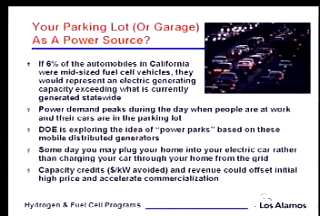 Your Parking Lot (Or Garage)
As A Power Source?
If 6% of the automobiles in California
were mid-sized fuel cell vehicles, they
would represent an electric generating
capacity exceeding what is currently
generated statewide
Power demand peaks during the day when people are at work
and their cars are in the parking lot
DOE is exploring the idea of "power parks" based on these
mobile distributed generators
Some day you may plug your home into your electric car rather
than charging your car through your home from the grid
Capacity credits ($/kW avoided) and revenue could offset initial
high price and accelerate commercialization
Hydrogen & Fuel Cell Programs
Los Alamos